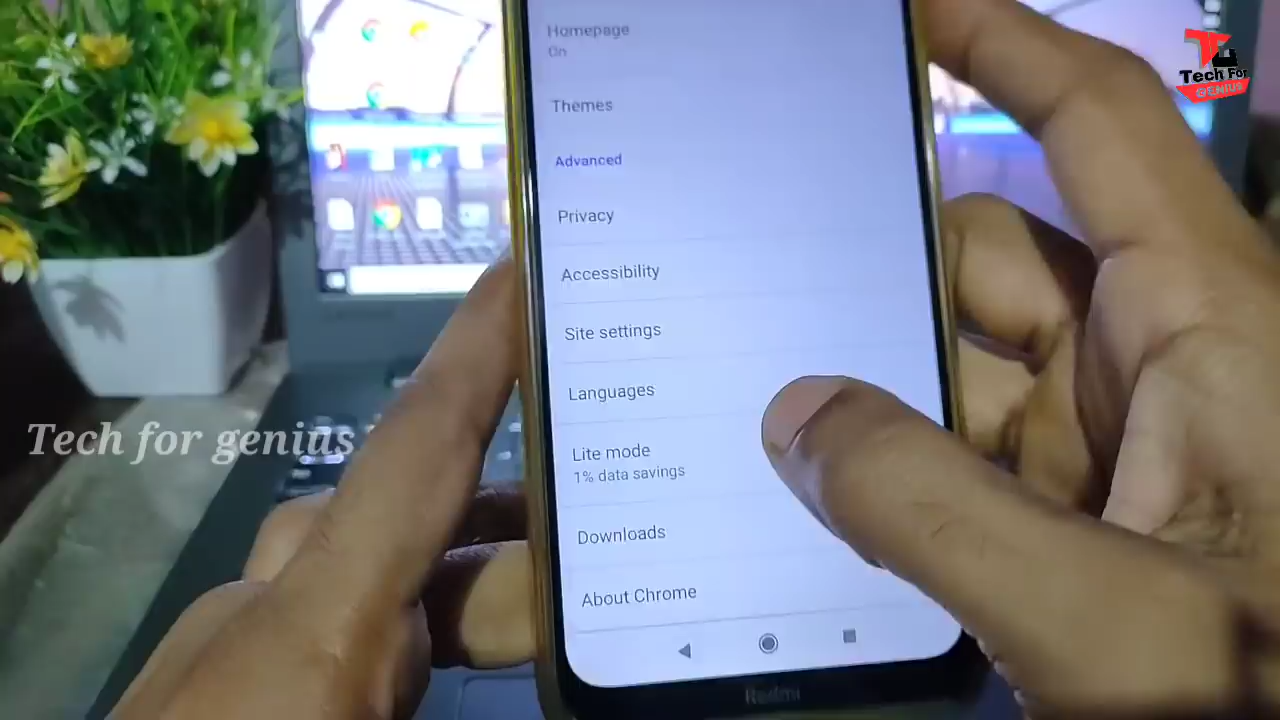 Homepage
On
Themes
Advanced
Privacy
Accessibility
Site settings
Languages
Lite mode
1% data savings
Downloads
About Chrome
Redmi
Tech for genius
Tech For
GENIUS